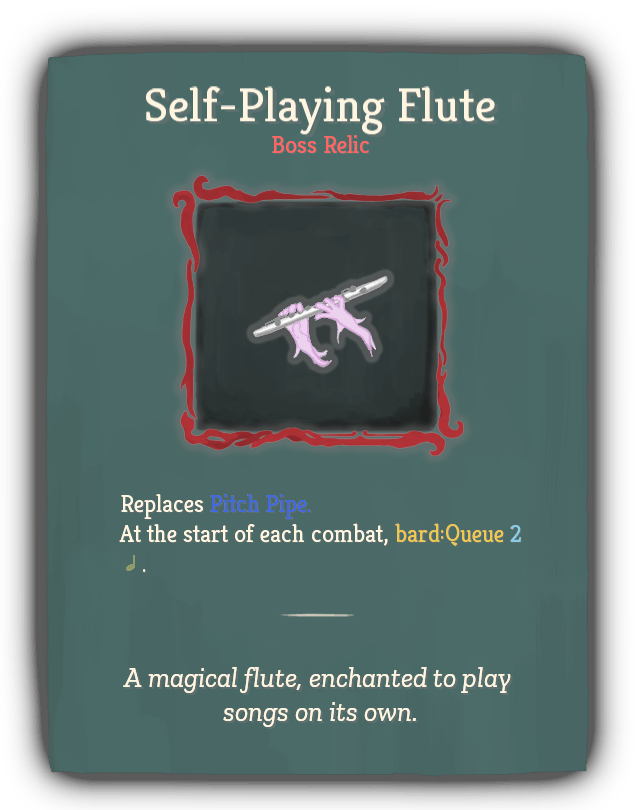 Self-Playing Flute
Boss Relic
Replaces Pitch Pipe.
At the start of each combat, bard:Queue 2
♩.
A magical flute, enchanted to play
songs on its own.